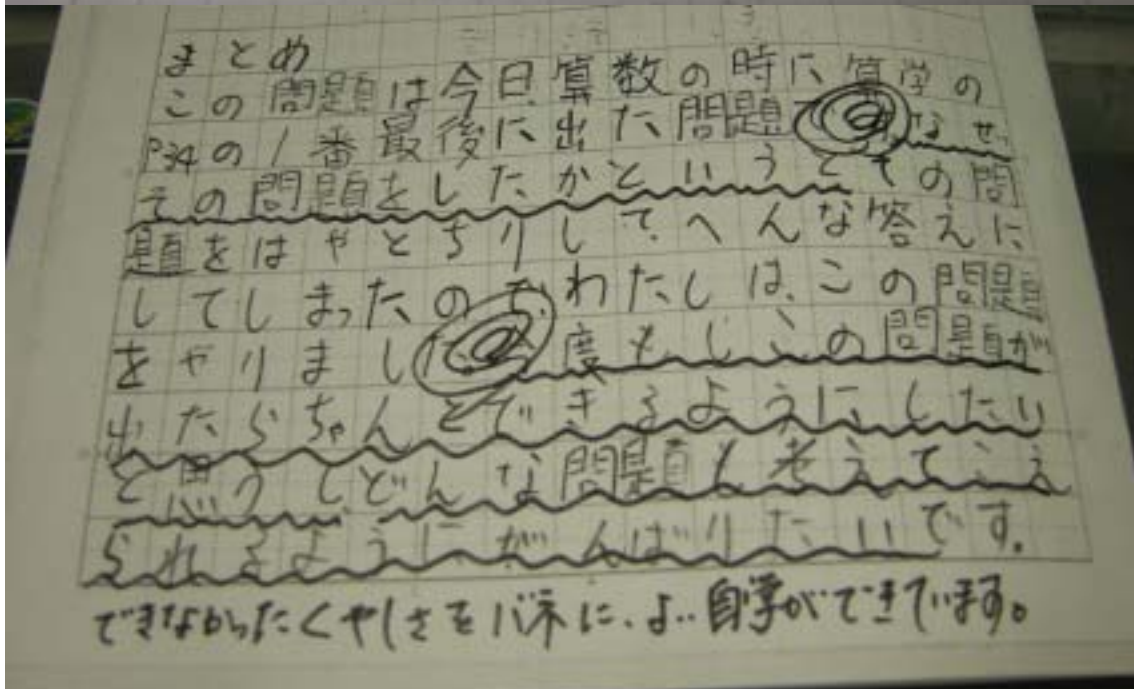 まとめ
この問題は今日算数の時に算学の
P34の1番最後に出た問題で なぜ
その問題をしたかというとその問
題をはやとちりしてへんな答えに
してしまったので、わたしは、この問題
をやりました 度もしこの問題が
出たらちゃんとできるようにしたい
と思うしどんな問題も考えてこえ
られるようにがんばりたいです。
できなかったくやしさをバネに、よい自学ができています。